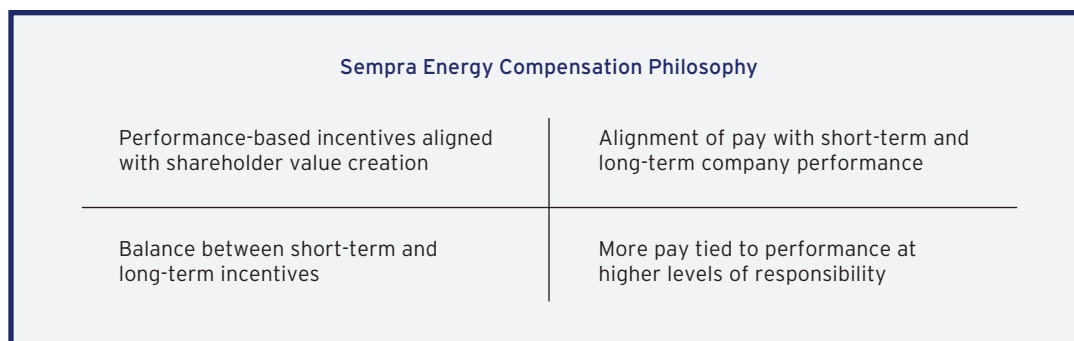 Sempra Energy Compensation Philosophy
Performance-based incentives aligned
with shareholder value creation
Alignment of pay with short-term and
long-term company performance
Balance between short-term and
long-term incentives
More pay tied to performance at
higher levels of responsibility